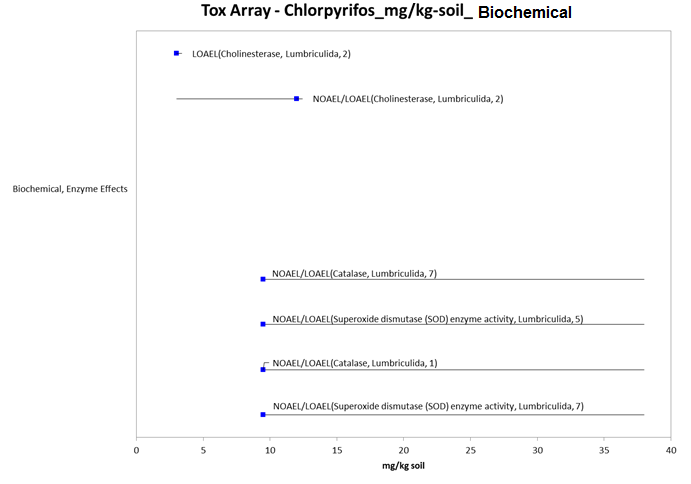 Tox Array - Chlorpyrifos_mg/kg-soil_ Biochemical
LOAEL(Cholinesterase, Lumbriculida, 2)
NOAEL/LOAEL(Cholinesterase, Lumbriculida, 2)
Biochemical, Enzyme Effects
NOAEL/LOAEL(Catalase, Lumbriculida, 7)
NOAEL/LOAEL(Superoxide dismutase (SOD) enzyme activity, Lumbriculida, 5)
NOAEL/LOAEL(Catalase, Lumbriculida, 1)
NOAEL/LOAEL(Superoxide dismutase (SOD) enzyme activity, Lumbriculida, 7)
0 5 10 15 20 25 30 35 40
mg/kg soil